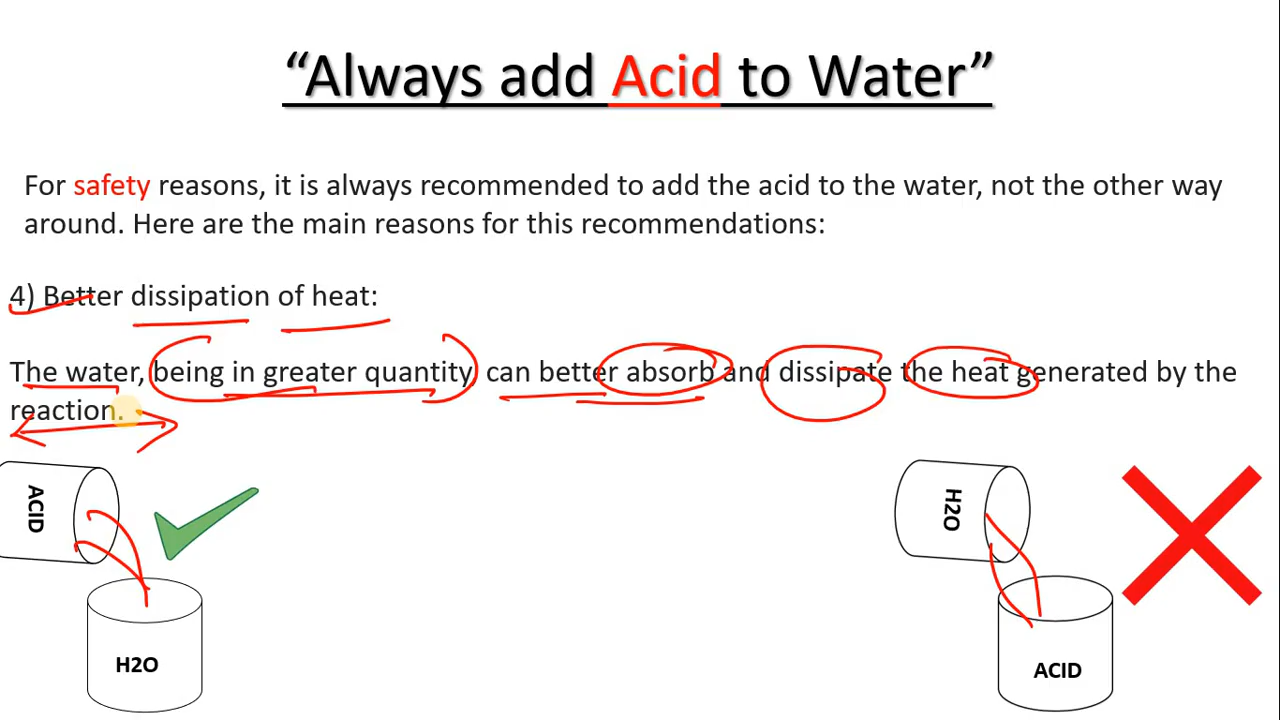 “Always add Acid to Water”
For safety reasons, it is always recommended to add the acid to the water, not the other way
around. Here are the main reasons for this recommendations:
4) Better dissipation of heat:
The water, being in greater quantity, can better absorb and dissipate the heat generated by the
reaction.
ACID
H2O
H2O
ACID